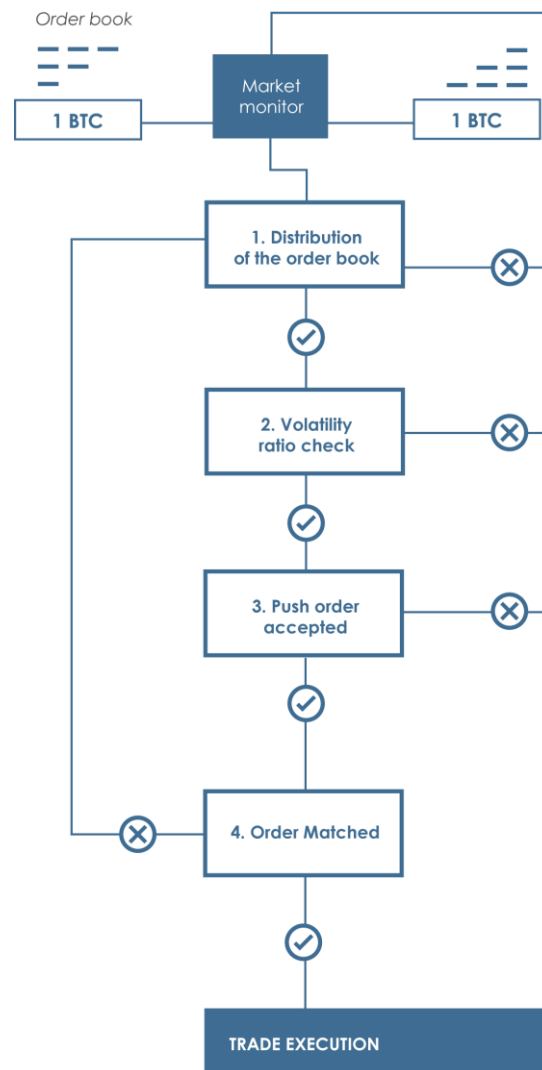 Order book
Market
monitor
1 BTC
1 BTC
1. Distribution
of the order book
2. Volatility
ratio check
3. Push order
accepted
4. Order Matched
TRADE EXECUTION